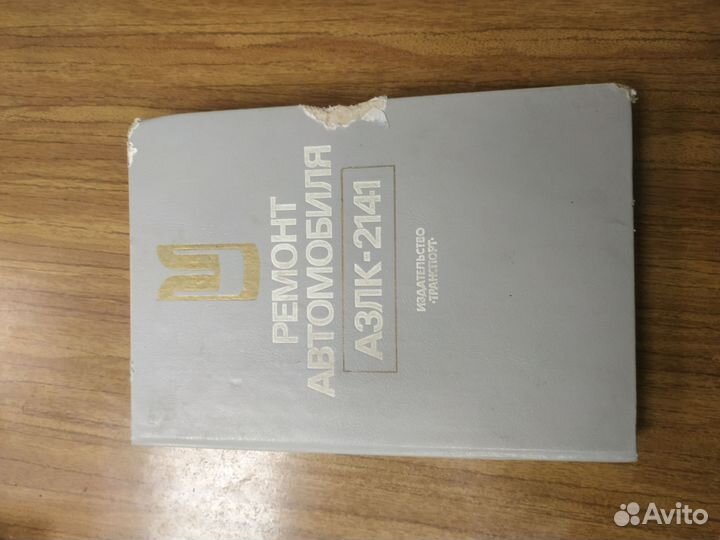 РЕМОНТ
АВТОМОБИЛЯ
АЗЛК-2141
ИЗДАТЕЛЬСТВО
•ТРАНСПОРТ•
Avito